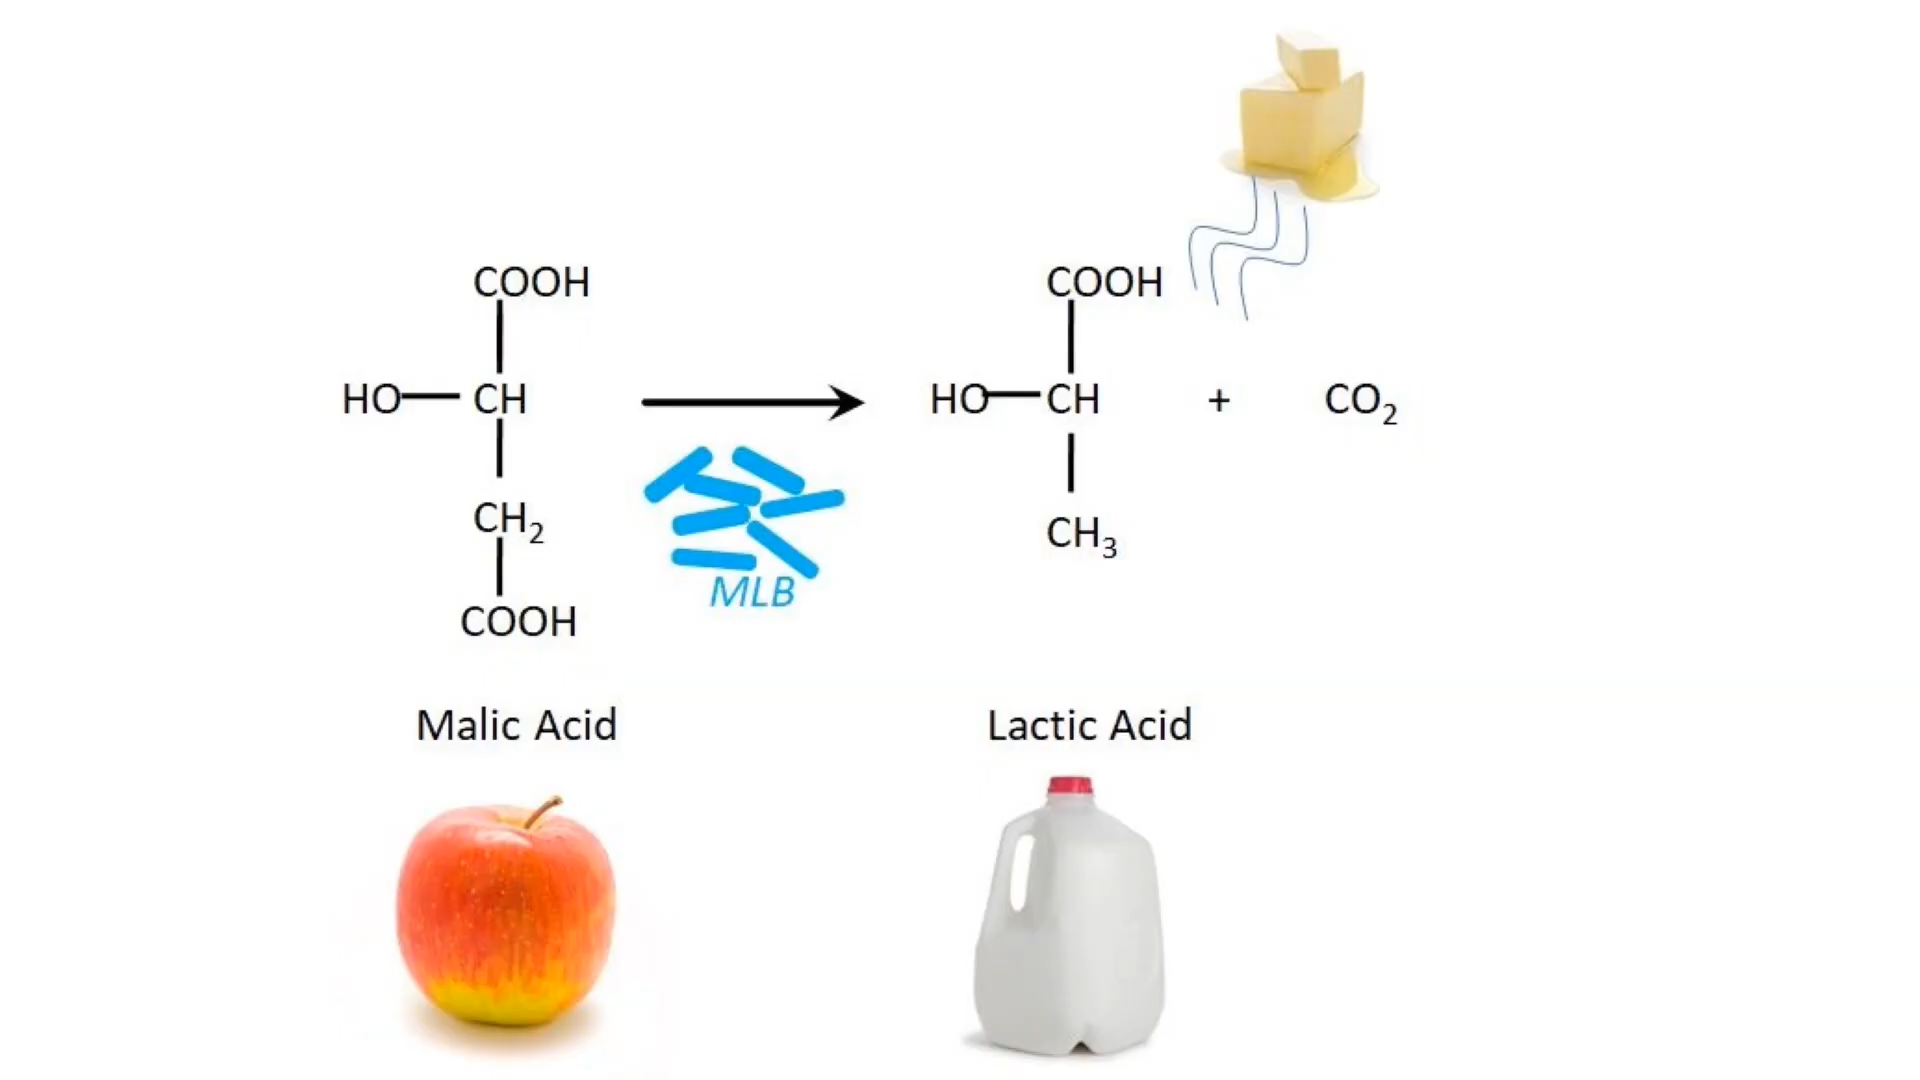 COOH
HO CH
CH₂
COOH
MLB
COOH
HO CH + CO₂
CH₃
Malic Acid
Lactic Acid